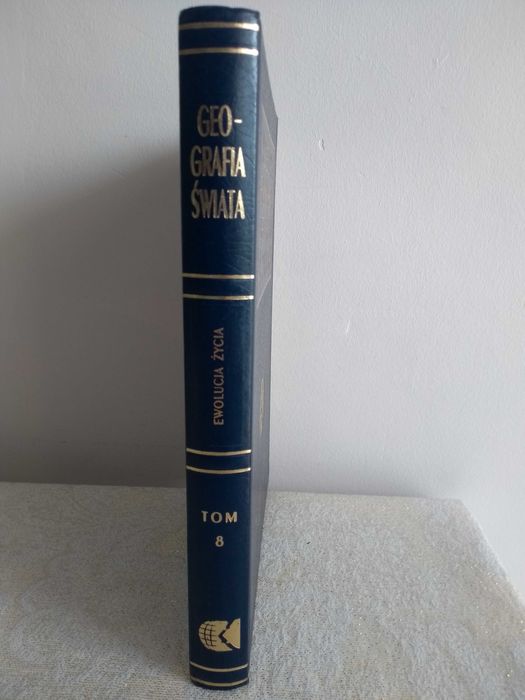 GEO-
GRAFIA
ŚWIATA
EWOLUCJA ŻYCIA
TOM
8